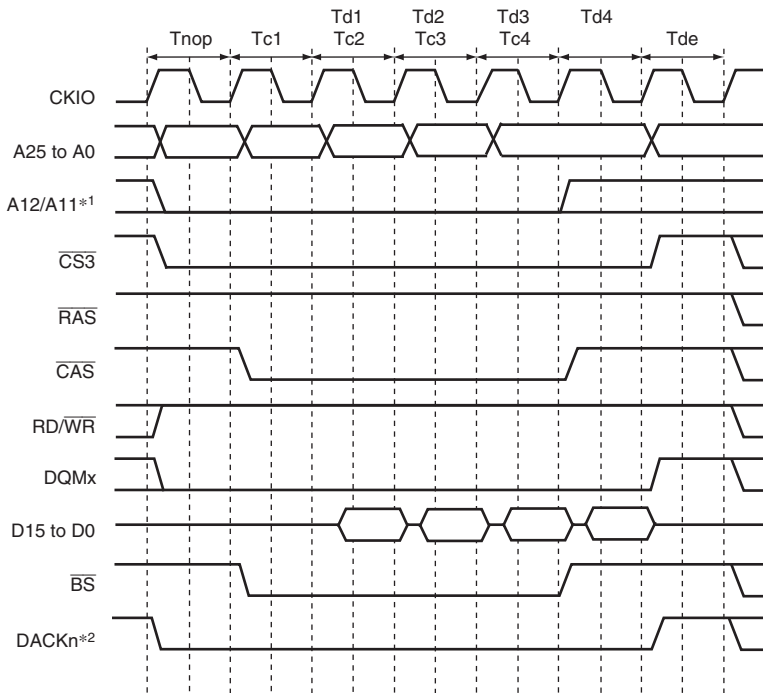 Td1 Td2 Td3 Td4
Tnop Tc1 Tc2 Tc3 Tc4 Tde
CKIO
A25 to A0
A12/A11*1
CS3
RAS
CAS
RD/WR
DQMx
D15 to D0
BS
DACKn*2